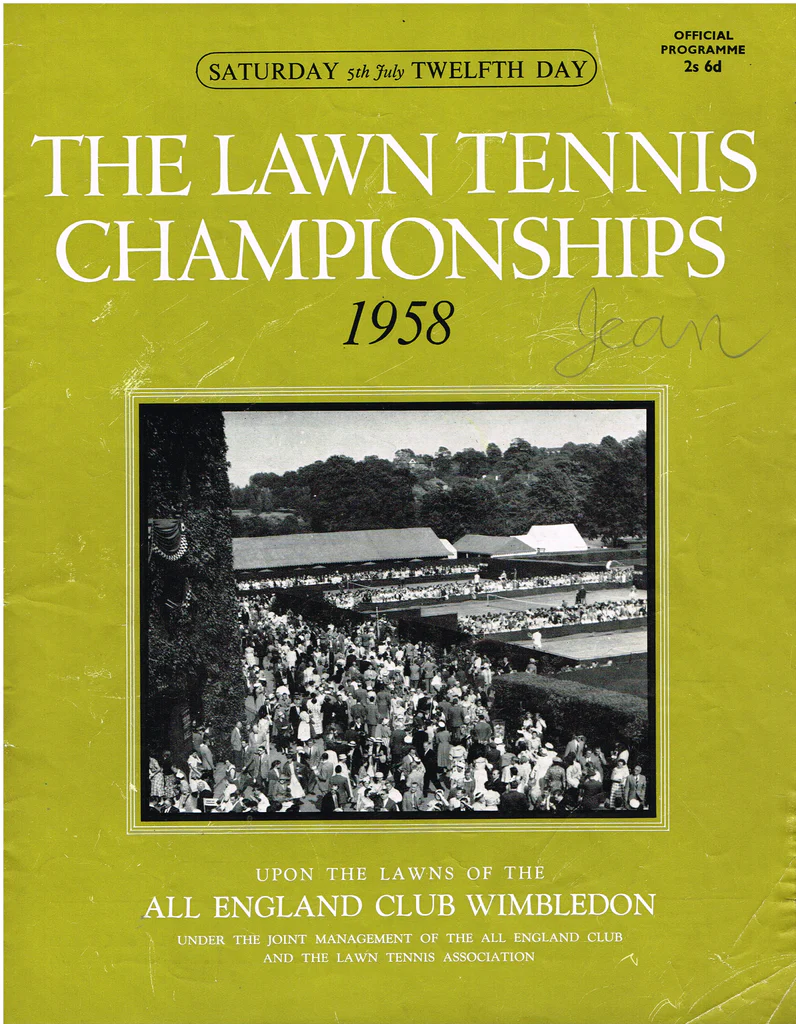 OFFICIAL
PROGRAMME
2s 6d
SATURDAY 5th July TWELFTH DAY
THE LAWN TENNIS
CHAMPIONSHIPS
1958
Jean
UPON THE LAWNS OF THE
ALL ENGLAND CLUB WIMBLEDON
UNDER THE JOINT MANAGEMENT OF THE ALL ENGLAND CLUB
AND THE LAWN TENNIS ASSOCIATION